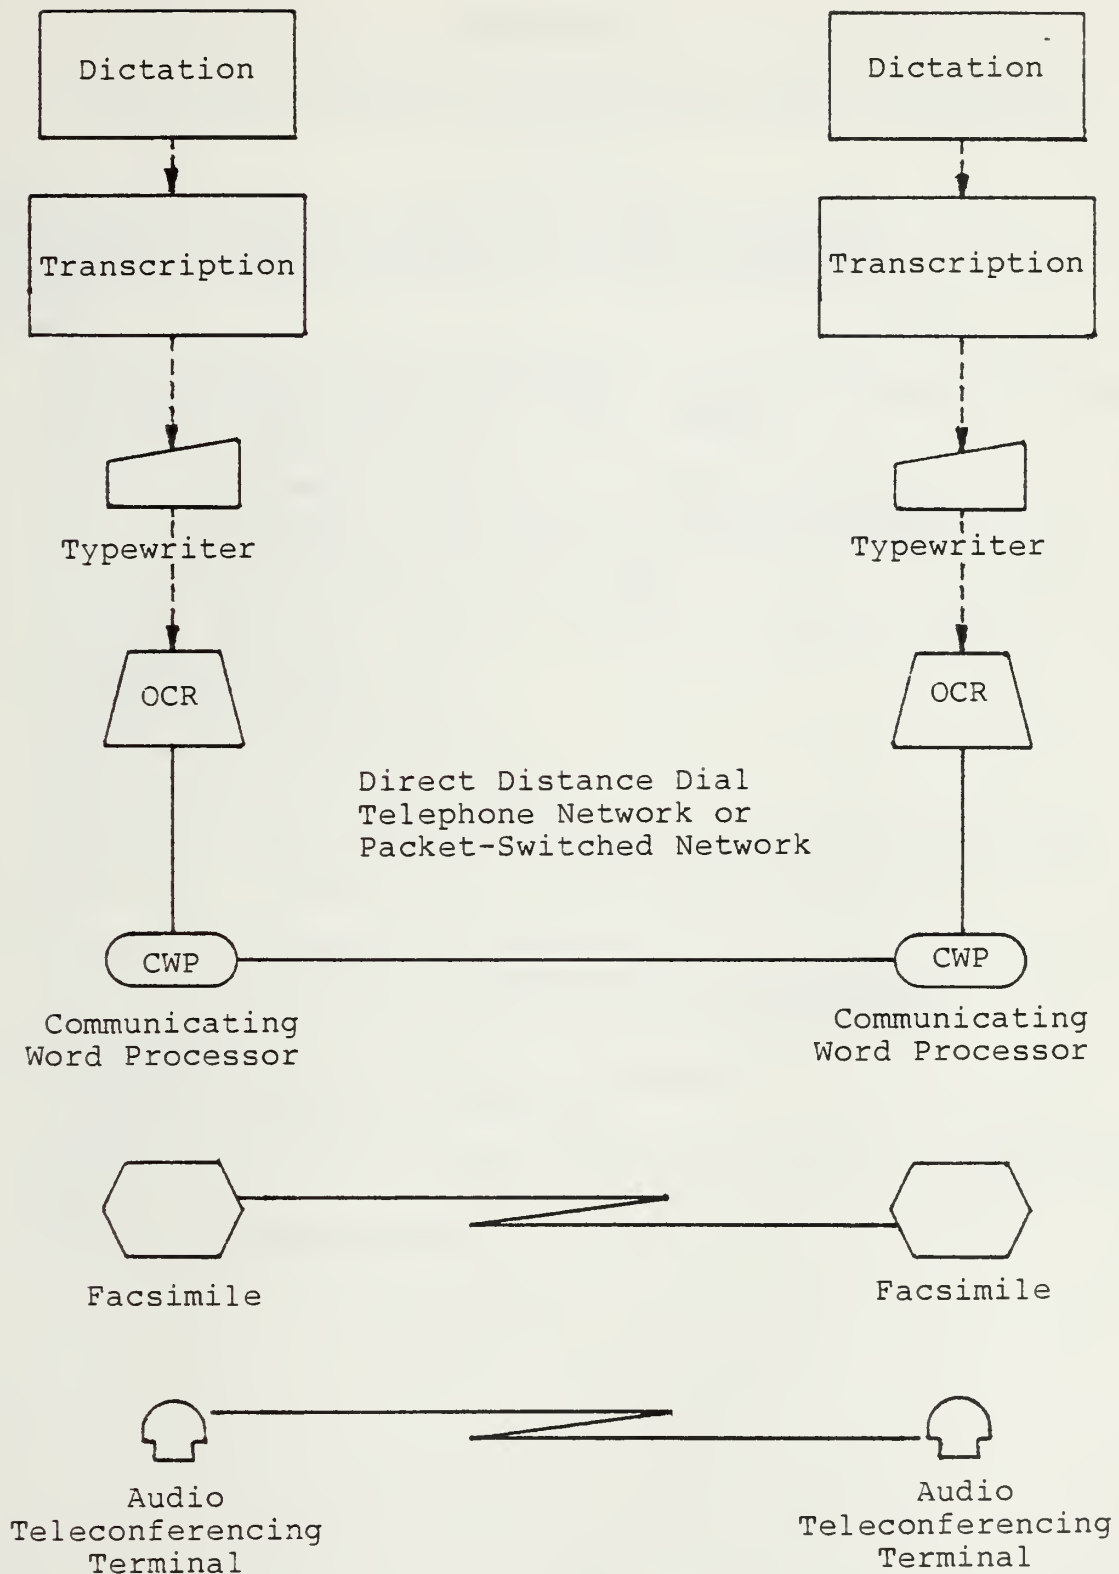 Dictation
Dictation
Transcription
Transcription
Typewriter
Typewriter
OCR
OCR
Direct Distance Dial
Telephone Network or
Packet-Switched Network
CWP
CWP
Communicating
Word Processor
Communicating
Word Processor
Facsimile
Facsimile
Audio
Teleconferencing
Terminal
Audio
Teleconferencing
Terminal